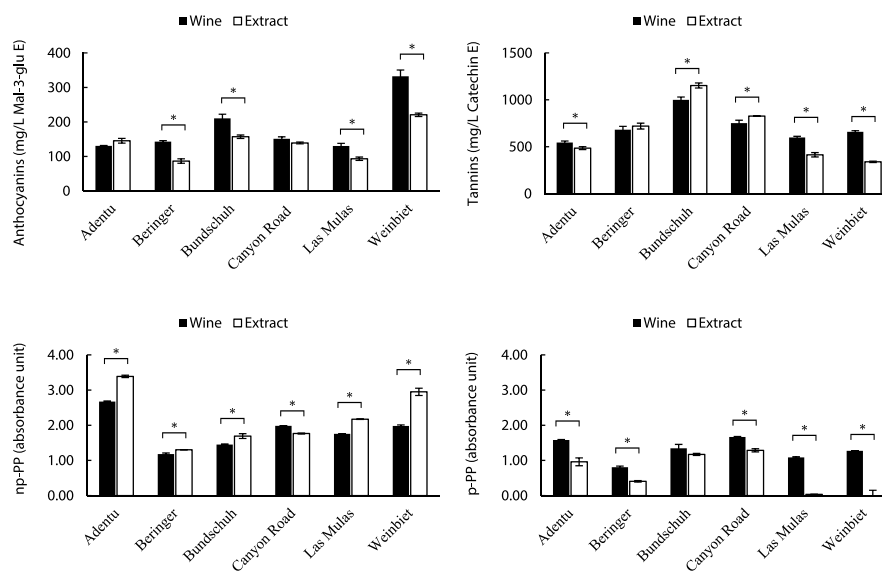 Wine Extract
Anthocyanins (mg/L Mal-3-glu E)
400
300
200
100
0
*
*
*
*
Adentu
Beringer
Bundschuh
Canyon Road
Las Mulas
Weinbiet
Wine Extract
Tannins (mg/L Catechin E)
1500
1000
500
0
*
*
*
*
*
Adentu
Beringer
Bundschuh
Canyon Road
Las Mulas
Weinbiet
Wine Extract
np-PP (absorbance unit)
4.00
3.00
2.00
1.00
0.00
*
*
*
*
*
*
Adentu
Beringer
Bundschuh
Canyon Road
Las Mulas
Weinbiet
Wine Extract
p-PP (absorbance unit)
4.00
3.00
2.00
1.00
0.00
*
*
*
*
*
Adentu
Beringer
Bundschuh
Canyon Road
Las Mulas
Weinbiet